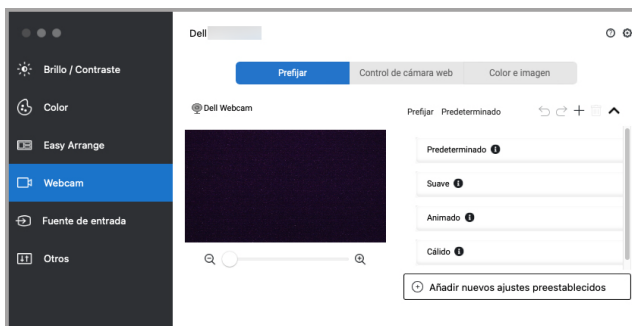 Dell
Brillo / Contraste
Color
Easy Arrange
Webcam
Fuente de entrada
Otros
Prefijar Control de cámara web Color e imagen
Dell Webcam
Prefijar Predeterminado
Predeterminado
Suave
Animado
Cálido
Añadir nuevos ajustes preestablecidos